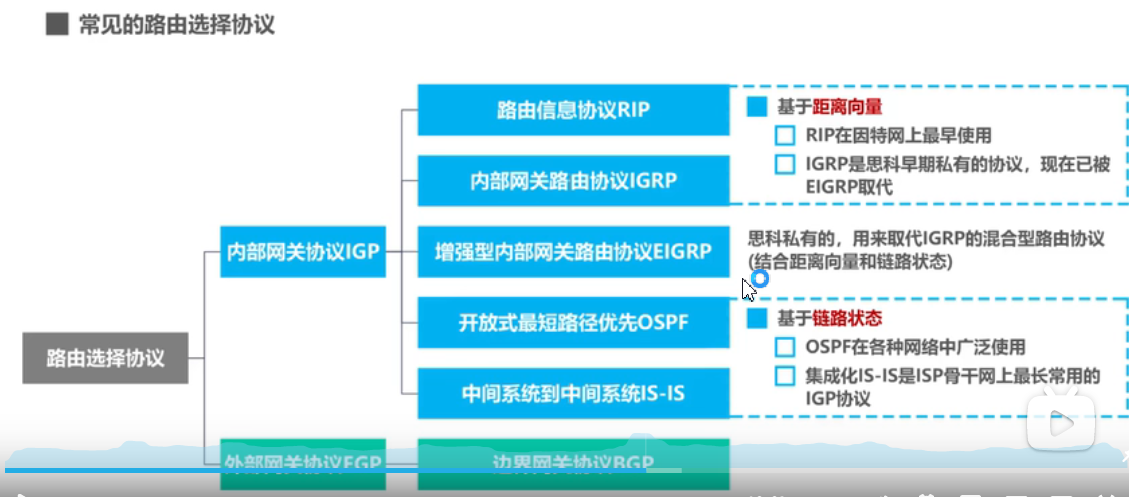 常见的路由选择协议
路由信息协议RIP
基于距离向量
RIP在因特网上最早使用
内部网关路由协议IGRP
IGRP是思科早期私有的协议，现在已被
EIGRP取代
内部网关协议IGP
增强型内部网关路由协议EIGRP
思科私有的，用来取代IGRP的混合型路由协议
(结合距离向量和链路状态)
开放式最短路径优先OSPF
基于链路状态
OSPF在各种网络中广泛使用
路由选择协议
中间系统到中间系统IS-IS
集成化IS-IS是ISP骨干网上最长常用的
IGP协议
外部网关协议EGP
边界网关协议BGP